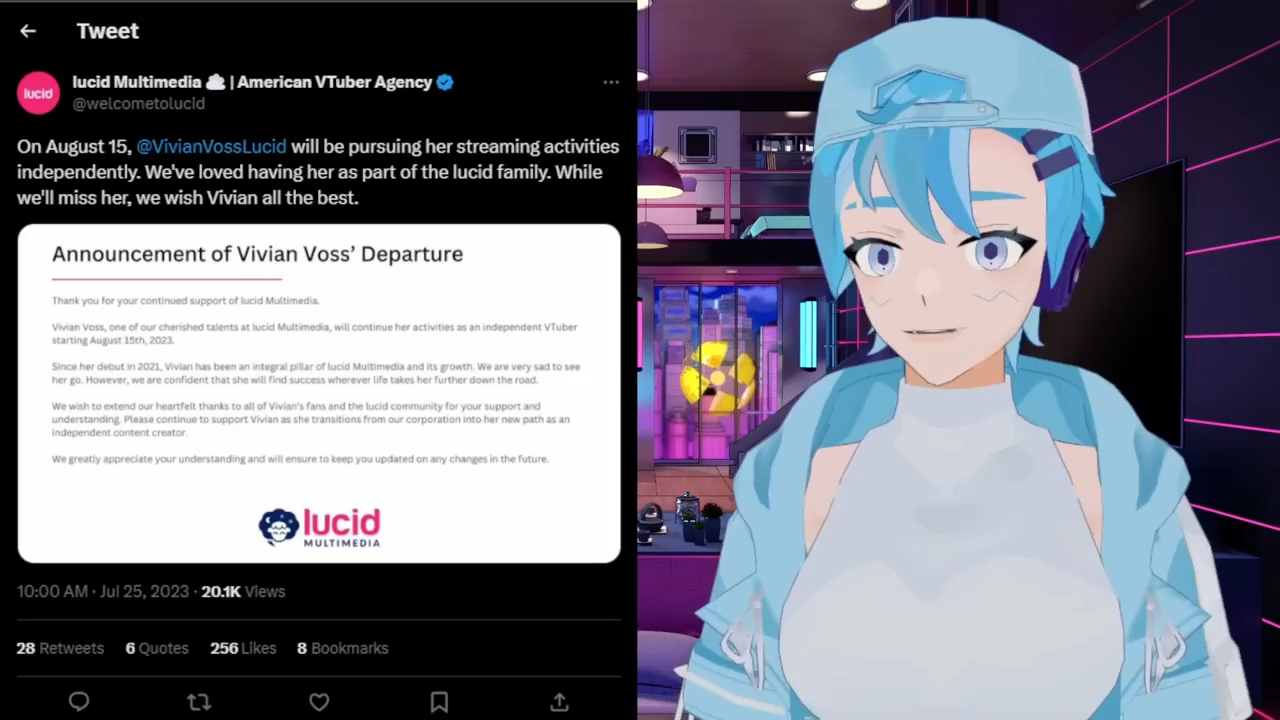 Tweet
lucid
lucid Multimedia | American VTuber Agency
@welcometolucid
On August 15, @VivianVossLucid will be pursuing her streaming activities
independently. We've loved having her as part of the lucid family. While
we'll miss her, we wish Vivian all the best.
Announcement of Vivian Voss' Departure
Thank you for your continued support of lucid Multimedia.
Vivian Voss, one of our cherished talents at lucid Multimedia, will continue her activities as an independent VTuber
starting August 15th, 2023.
Since her debut in 2021, Vivian has been an integral pillar of lucid Multimedia and its growth. We are very sad to see
her go. However, we are confident that she will find success wherever life takes her further down the road.
We wish to extend our heartfelt thanks to all of Vivian's fans and the lucid community for your support and
understanding. Please continue to support Vivian as she transitions from our corporation into her new path as an
independent content creator.
We greatly appreciate your understanding and will ensure to keep you updated on any changes in the future.
lucid
MULTIMEDIA
10:00 AM · Jul 25, 2023 · 20.1K Views
28 Retweets 6 Quotes 256 Likes 8 Bookmarks